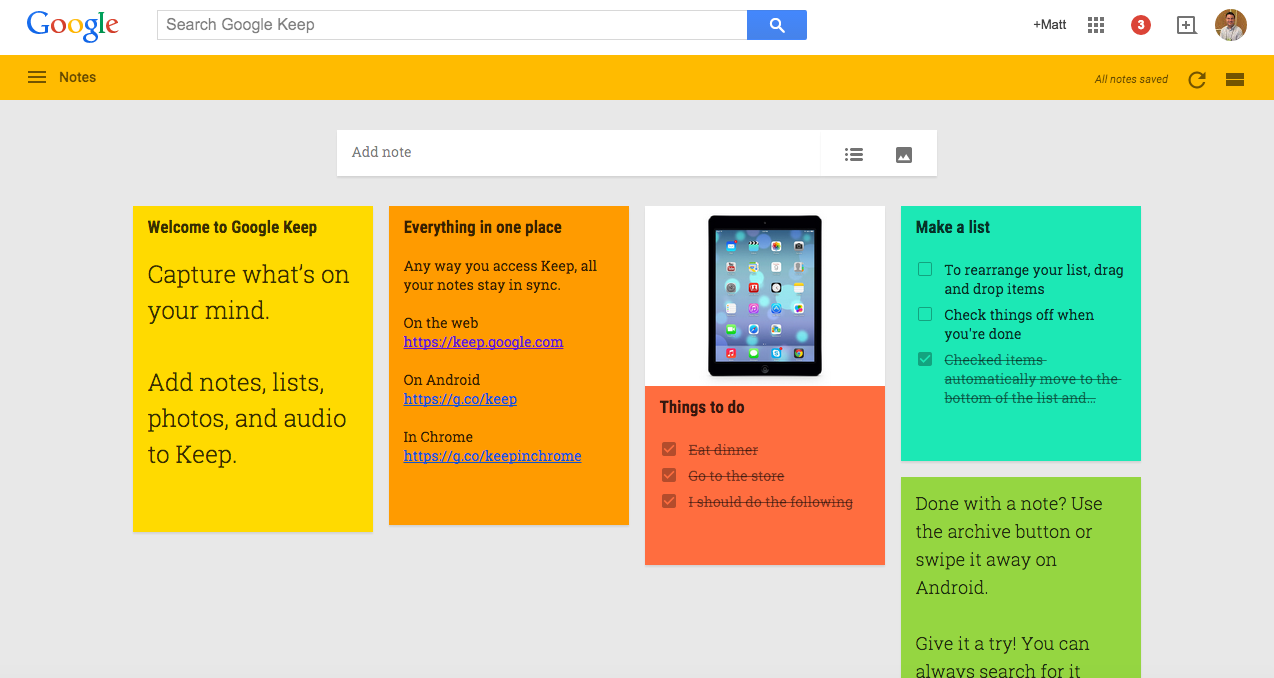 Google
Search Google Keep
+Matt
3
Notes
All notes saved
Add note
Welcome to Google Keep
Capture what's on
your mind.
Add notes, lists,
photos, and audio
to Keep.
Everything in one place
Any way you access Keep, all
your notes stay in sync.
On the web
https://keep.google.com
On Android
https://g.co/keep
In Chrome
https://g.co/keepinchrome
Things to do
Eat dinner
Go to the store
I should do the following
Make a list
To rearrange your list, drag
and drop items
Check things off when
you're done
Checked items
automatically move to the
bottom of the list and...
Done with a note? Use
the archive button or
swipe it away on
Android.
Give it a try! You can
always search for it